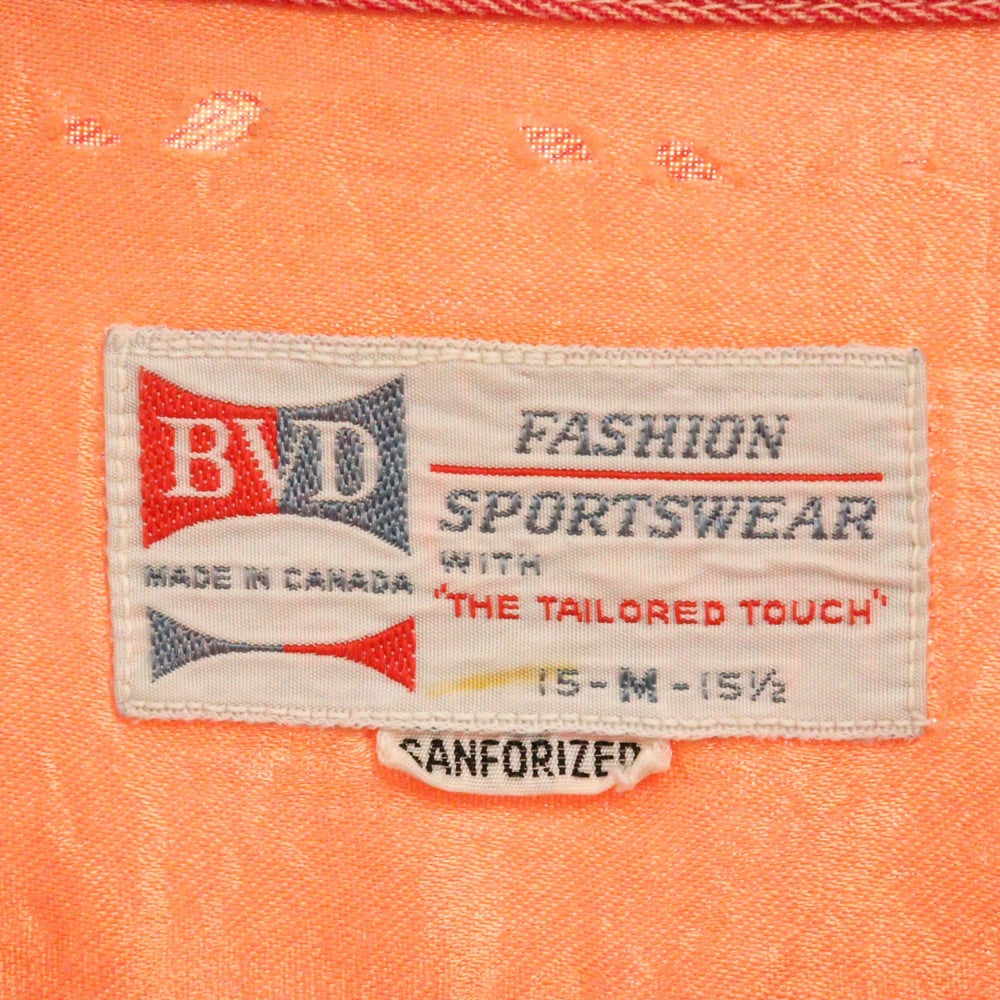 BVD
MADE IN CANADA
FASHION
SPORTSWEAR
WITH
"THE TAILORED TOUCH"
15-M-15½
SANFORIZED